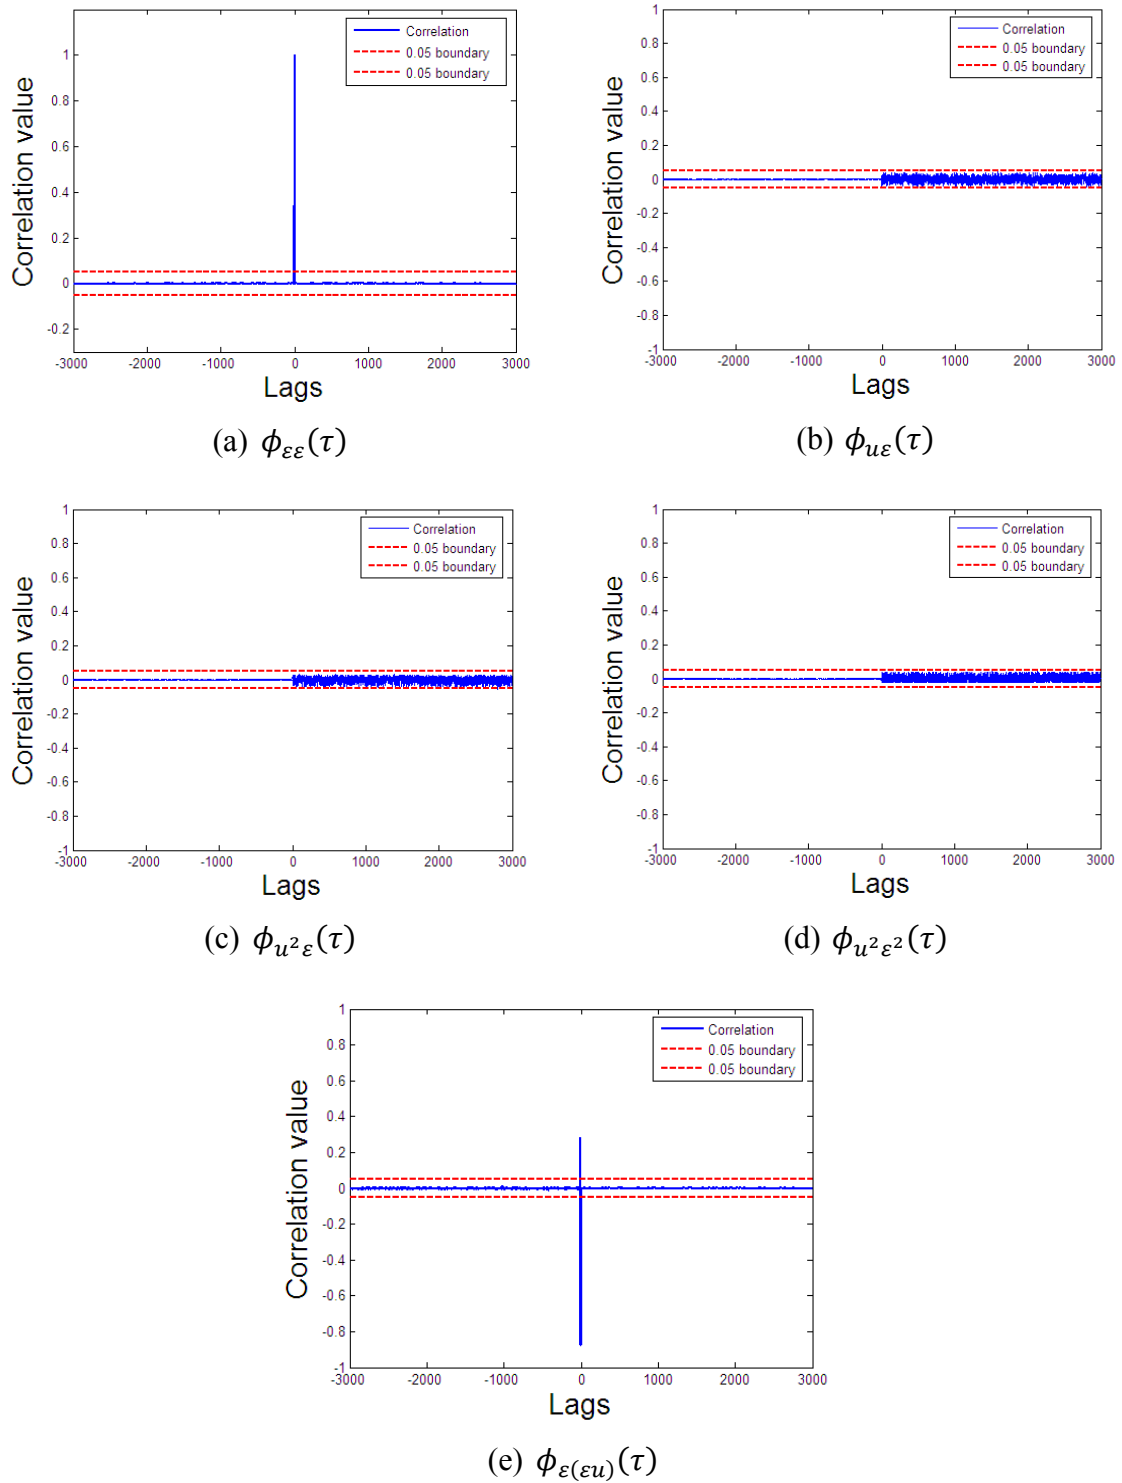 1
0.8
0.6
0.4
0.2
0
-0.2
Correlation value
Correlation
0.05 boundary
0.05 boundary
-3000 -2000 -1000 0 1000 2000 3000
Lags
(a) ϕεε(τ)
1
0.8
0.6
0.4
0.2
0
-0.2
-0.4
-0.6
-0.8
-1
Correlation value
Correlation
0.05 boundary
0.05 boundary
-3000 -2000 -1000 0 1000 2000 3000
Lags
(b) ϕuε(τ)
1
0.8
0.6
0.4
0.2
0
-0.2
-0.4
-0.6
-0.8
-1
Correlation value
Correlation
0.05 boundary
0.05 boundary
-3000 -2000 -1000 0 1000 2000 3000
Lags
(c) ϕu²ε(τ)
1
0.8
0.6
0.4
0.2
0
-0.2
-0.4
-0.6
-0.8
-1
Correlation value
Correlation
0.05 boundary
0.05 boundary
-3000 -2000 -1000 0 1000 2000 3000
Lags
(d) ϕu²ε²(τ)
1
0.8
0.6
0.4
0.2
0
-0.2
-0.4
-0.6
-0.8
-1
Correlation value
Correlation
0.05 boundary
0.05 boundary
-3000 -2000 -1000 0 1000 2000 3000
Lags
(e) ϕε(εu)(τ)